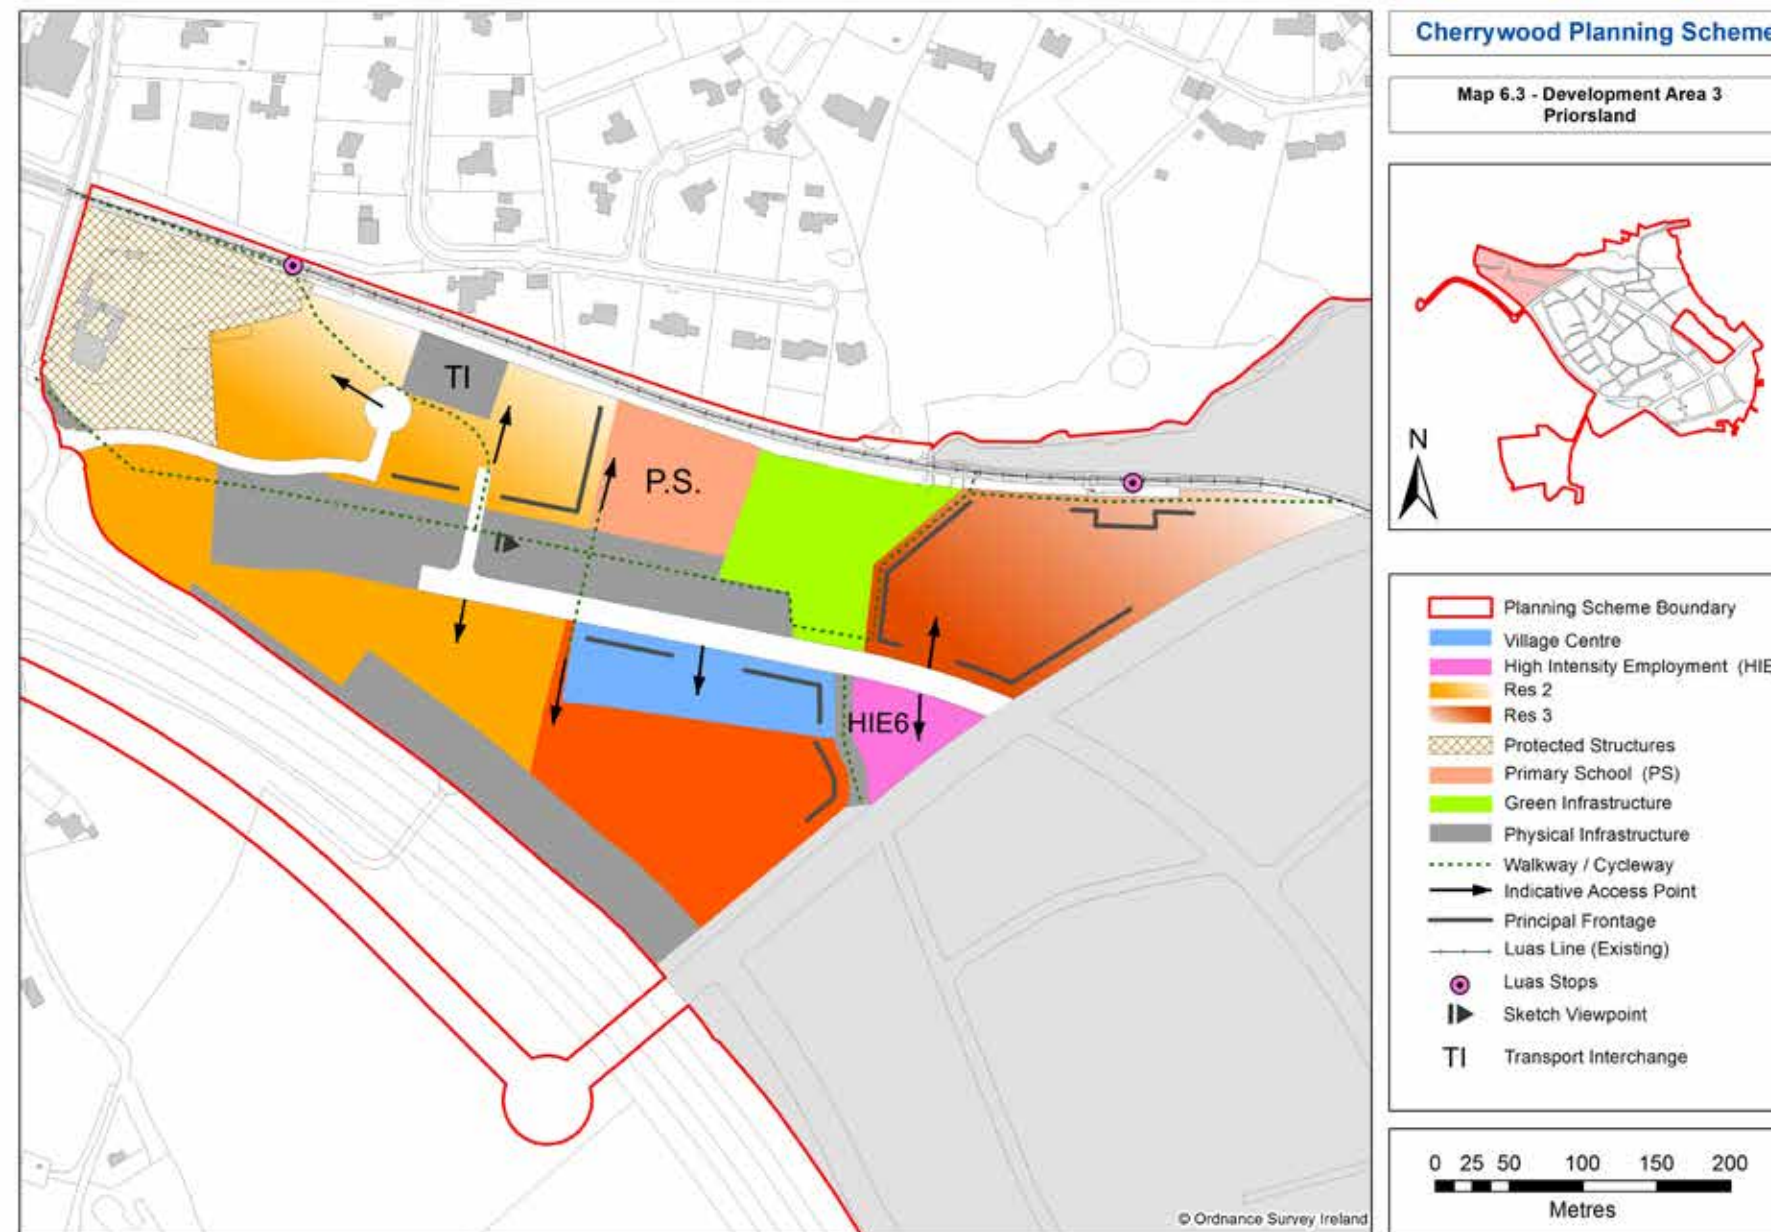 Cherrywood Planning Scheme
Map 6.3 - Development Area 3
Priorsland
TI
P.S.
HIE6
N
Planning Scheme Boundary
Village Centre
High Intensity Employment (HIE
Res 2
Res 3
Protected Structures
Primary School (PS)
Green Infrastructure
Physical Infrastructure
Walkway / Cycleway
Indicative Access Point
Principal Frontage
Luas Line (Existing)
Luas Stops
Sketch Viewpoint
TI Transport Interchange
0 25 50 100 150 200
Metres
© Ordnance Survey Ireland